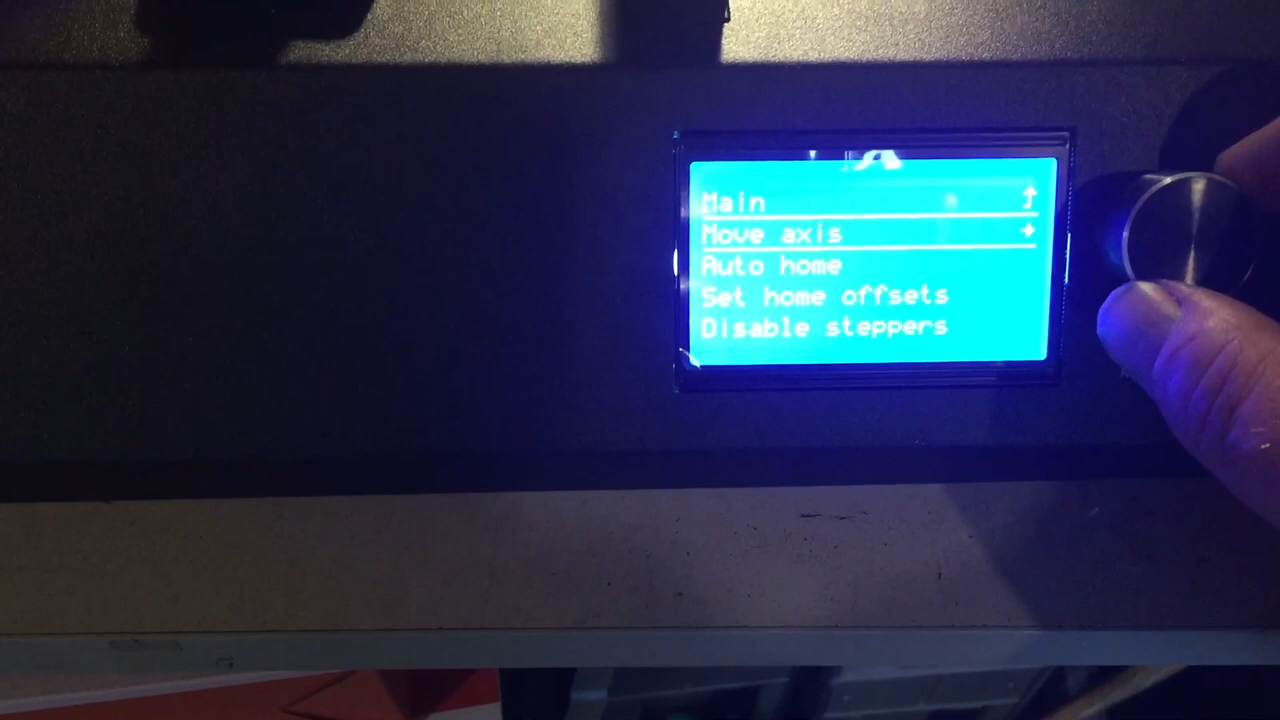 Main
Move axis
Auto home
Set home offsets
Disable steppers